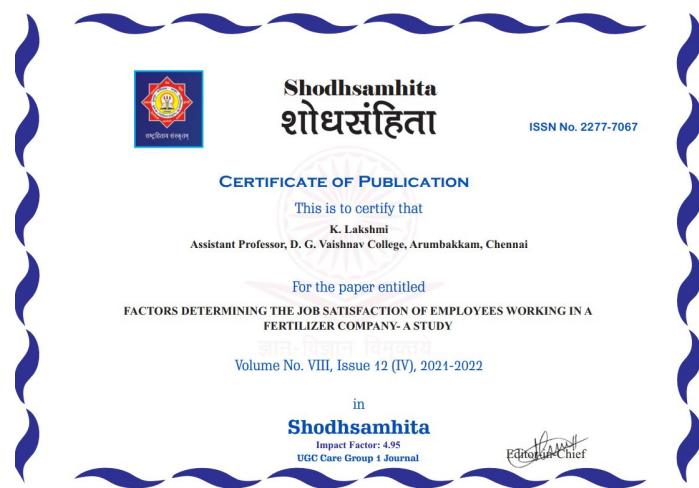 Shodhsamhita
शोधसंहिता
राष्ट्रहिताय संस्कृतम्
ISSN No. 2277-7067
CERTIFICATE OF PUBLICATION
This is to certify that
K. Lakshmi
Assistant Professor, D. G. Vaishnav College, Arumbakkam, Chennai
For the paper entitled
FACTORS DETERMINING THE JOB SATISFACTION OF EMPLOYEES WORKING IN A
FERTILIZER COMPANY- A STUDY
ज्ञान-विज्ञान विमुक्तये
Volume No. VIII, Issue 12 (IV), 2021-2022
in
Shodhsamhita
Impact Factor: 4.95
UGC Care Group 1 Journal
Editor-in-Chief